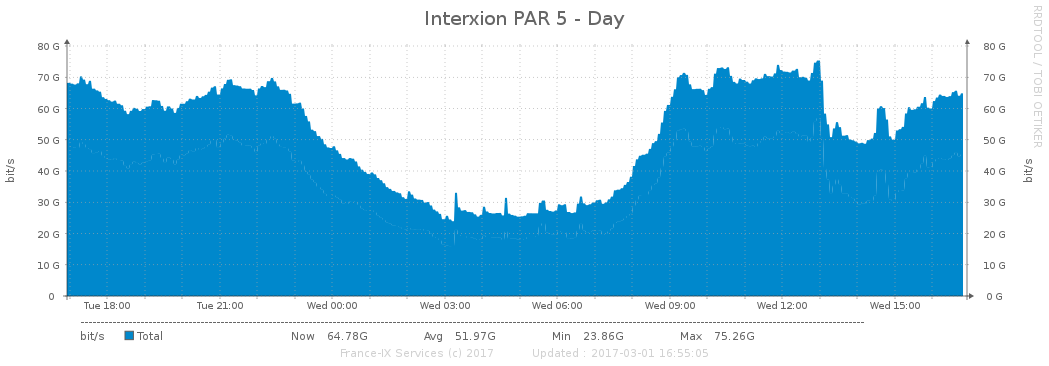 Interxion PAR 5 - Day
RRDTOOL / TOBI OETIKER
bit/s
80 G
70 G
60 G
50 G
40 G
30 G
20 G
10 G
0
80 G
70 G
60 G
50 G
40 G
30 G
20 G
10 G
0 G
bit/s
Tue 18:00 Tue 21:00 Wed 00:00 Wed 03:00 Wed 06:00 Wed 09:00 Wed 12:00 Wed 15:00
bit/s Total Now 64.78G Avg 51.97G Min 23.86G Max 75.26G
France-IX Services (c) 2017 Updated : 2017-03-01 16:55:05